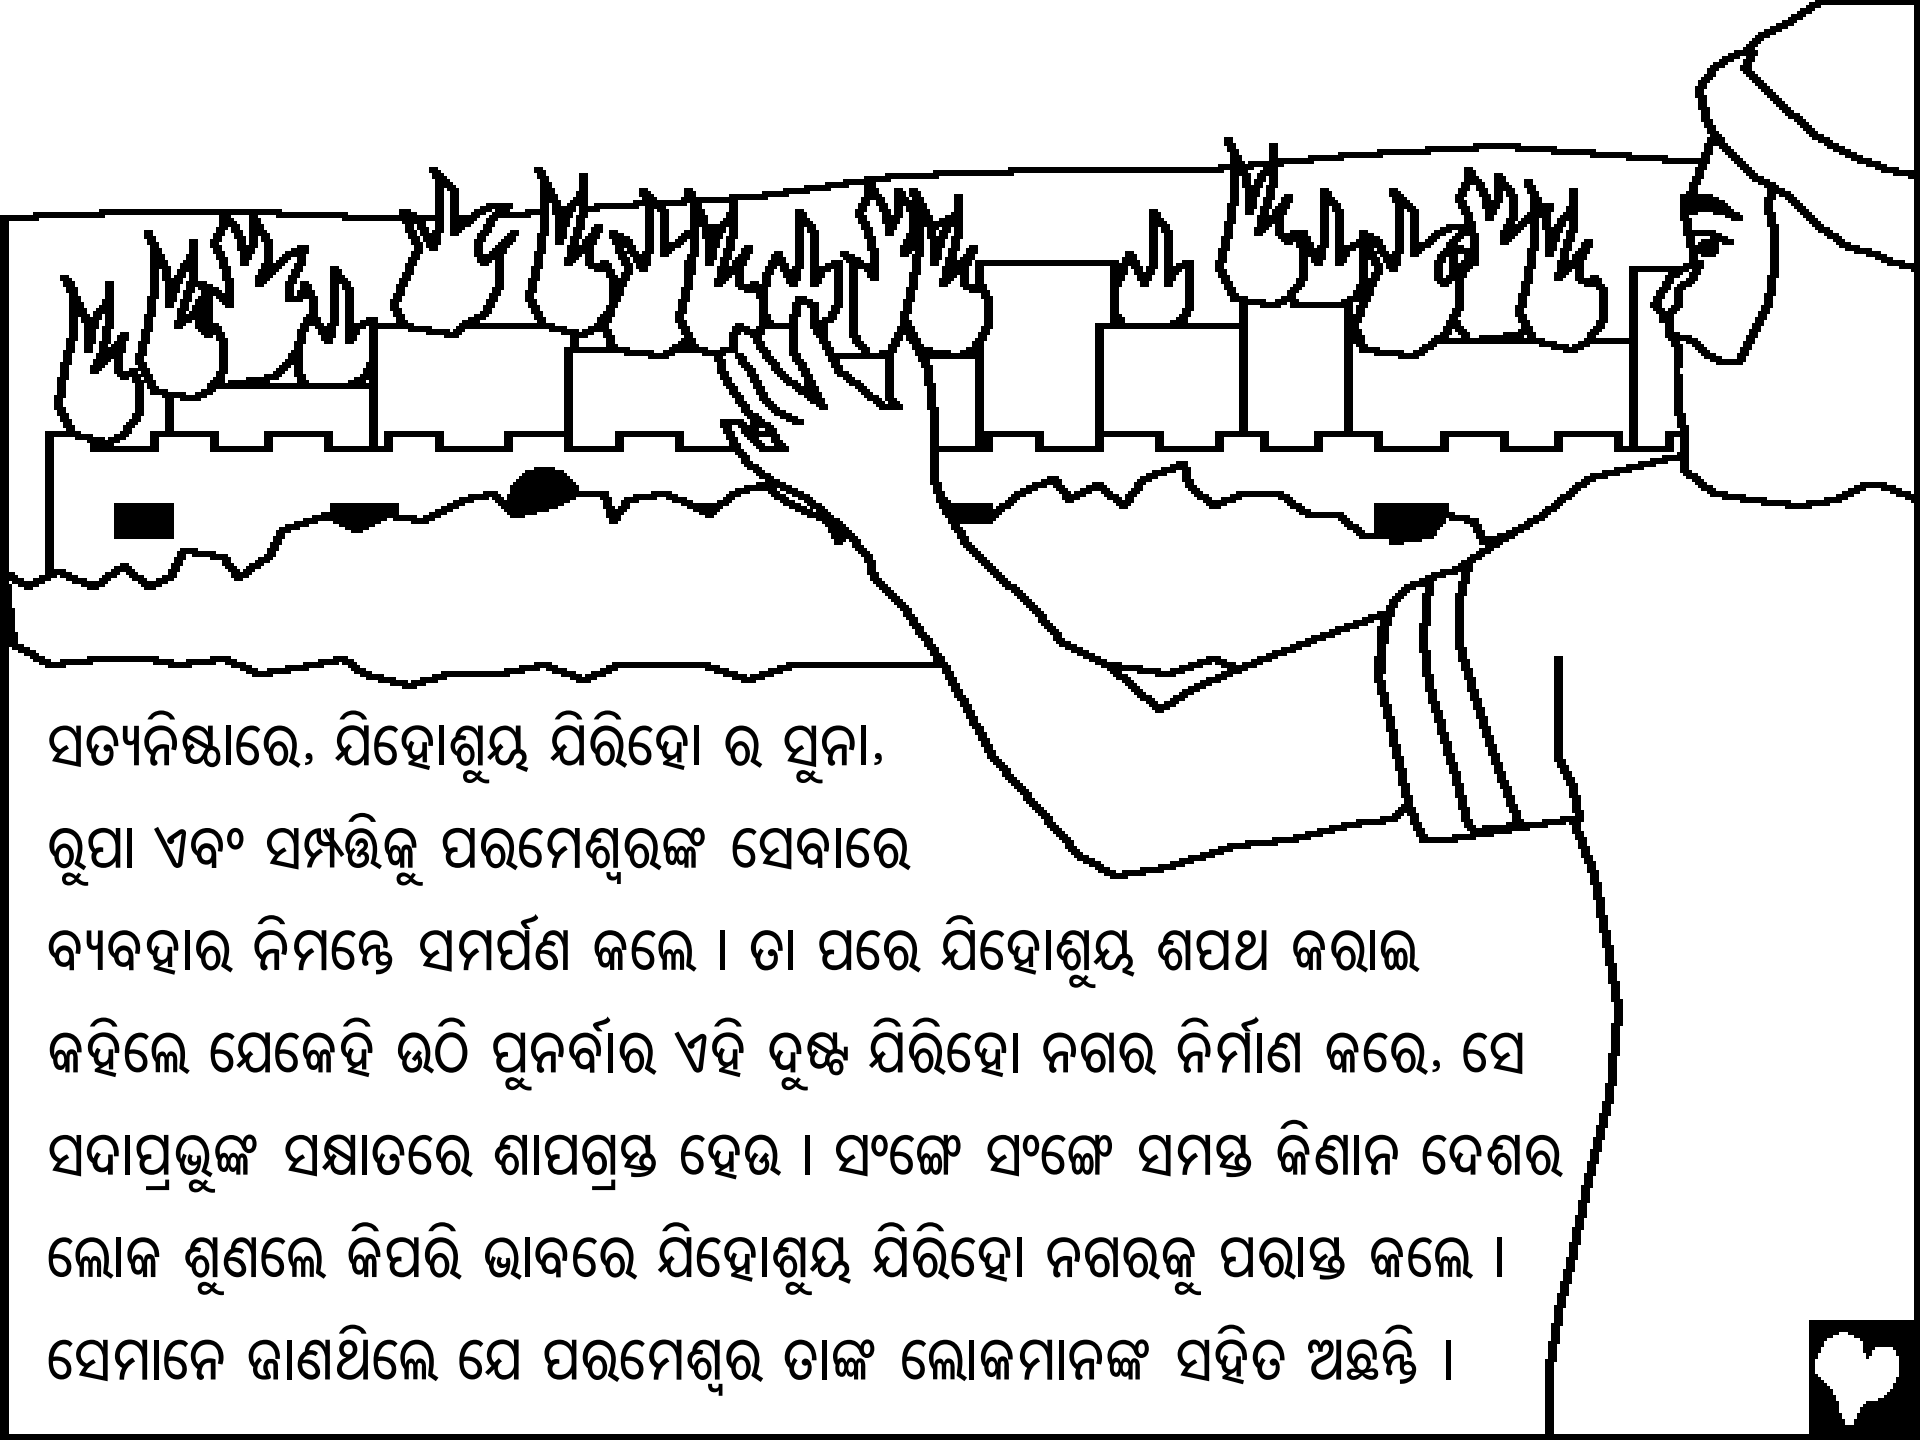 ସତ୍ୟନିଷ୍ଠାରେ, ଯିହୋଶୁୟ ଯିରିହୋ ର ସୁନା,
ରୁପା ଏବଂ ସମ୍ପତ୍ତିକୁ ପରମେଶ୍ୱରଙ୍କ ସେବାରେ
ବ୍ୟବହାର ନିମନ୍ତେ ସମର୍ପଣ କଲେ । ତା ପରେ ଯିହୋଶୁୟ ଶପଥ କରାଇ
କହିଲେ ଯେକେହି ଉଠି ପୁନର୍ବାର ଏହି ଦୁଷ୍ଟ ଯିରିହୋ ନଗର ନିର୍ମାଣ କରେ, ସେ
ସଦାପ୍ରଭୁଙ୍କ ସକ୍ଷାତରେ ଶାପଗ୍ରସ୍ତ ହେଉ । ସଂଙ୍ଗେ ସଂଙ୍ଗେ ସମସ୍ତ କିଣାନ ଦେଶର
ଲୋକ ଶୁଣଲେ କିପରି ଭାବରେ ଯିହୋଶୁୟ ଯିରିହୋ ନଗରକୁ ପରାସ୍ତ କଲେ ।
ସେମାନେ ଜାଣଥିଲେ ଯେ ପରମେଶ୍ୱର ତାଙ୍କ ଲୋକମାନଙ୍କ ସହିତ ଅଛନ୍ତି ।